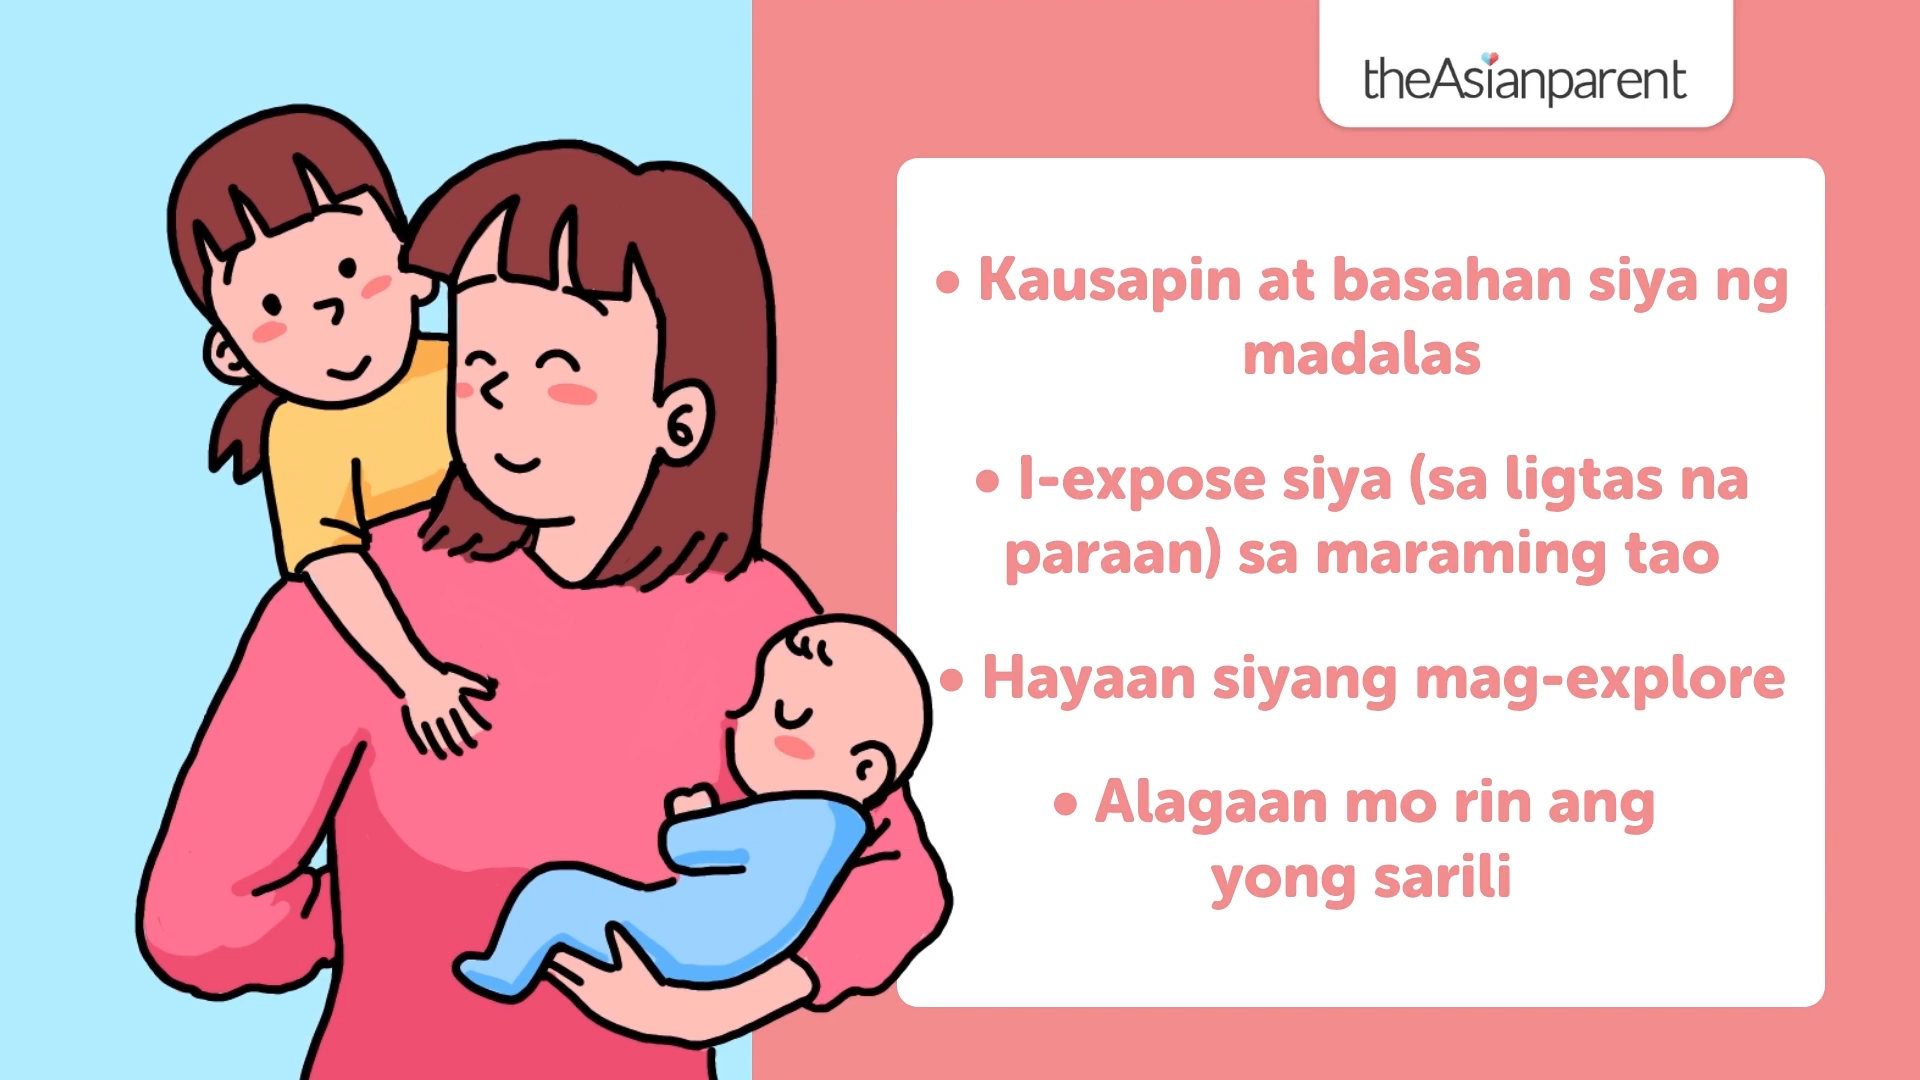 theAsianparent
• Kausapin at basahan siya ng
madalas
• I-expose siya (sa ligtas na
paraan) sa maraming tao
• Hayaan siyang mag-explore
• Alagaan mo rin ang
yong sarili